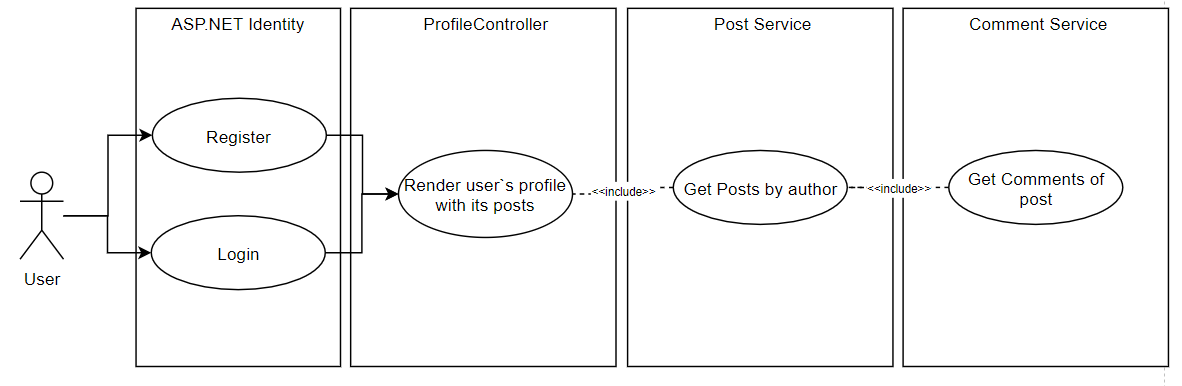 ASP.NET Identity
ProfileController
Post Service
Comment Service
Register
Login
User
Render user`s profile
with its posts
<<include>>
Get Posts by author
<<include>>
Get Comments of
post